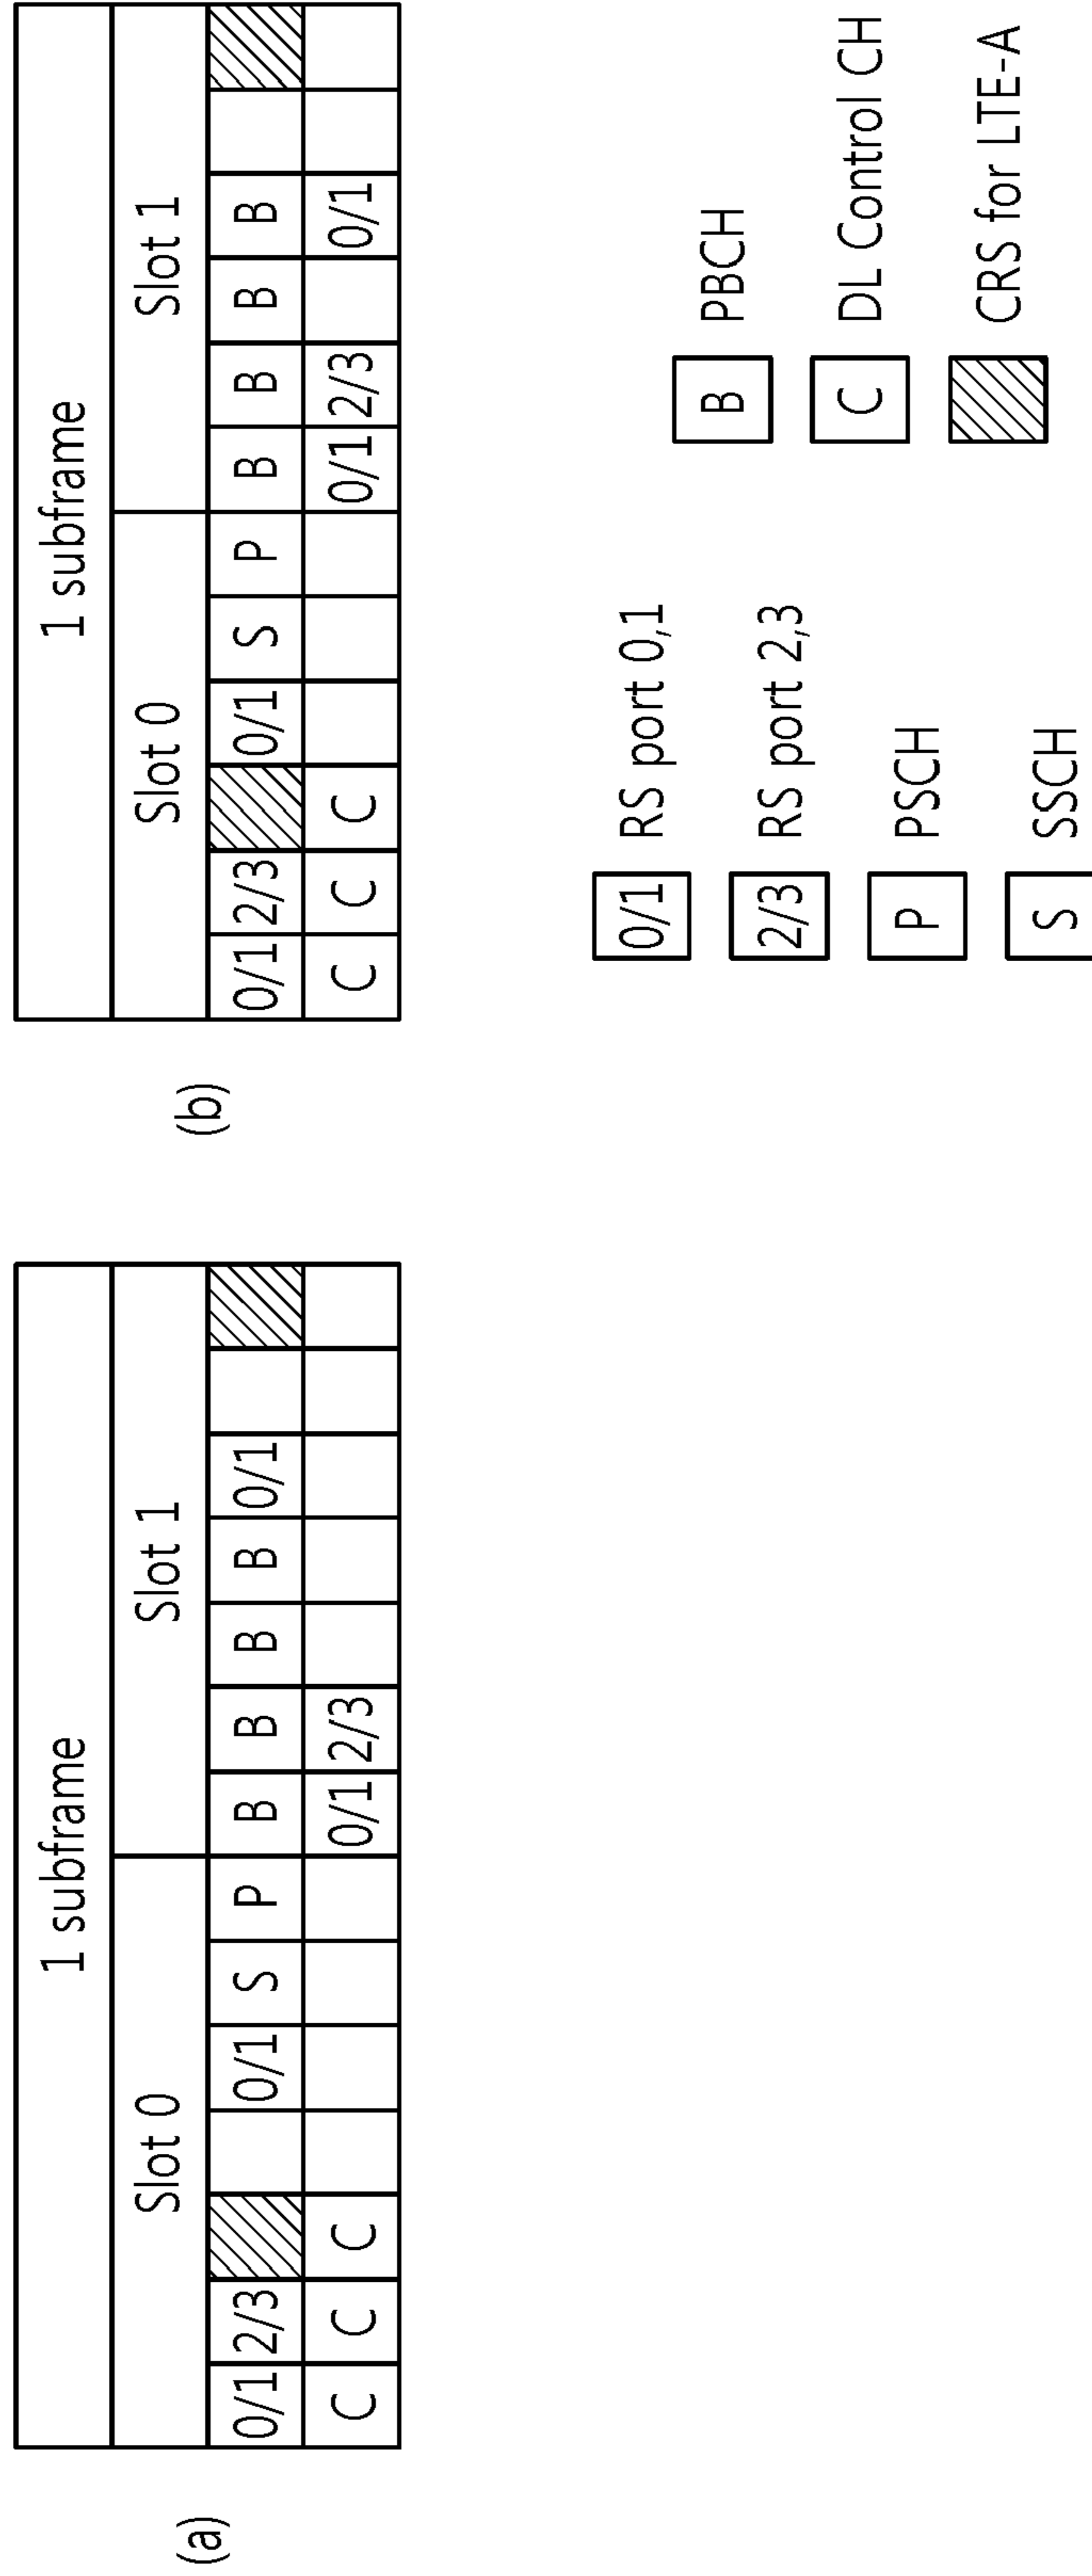 (a)
1 subframe
Slot 0 Slot 1
0/1 2/3 0/1 S P B B B B 0/1
C C C 0/1 2/3
(b)
1 subframe
Slot 0 Slot 1
0/1 2/3 0/1 S P B B B B
C C C 0/1 2/3 0/1
0/1 RS port 0,1
2/3 RS port 2,3
P PSCH
S SSCH
B PBCH
C DL Control CH
CRS for LTE-A